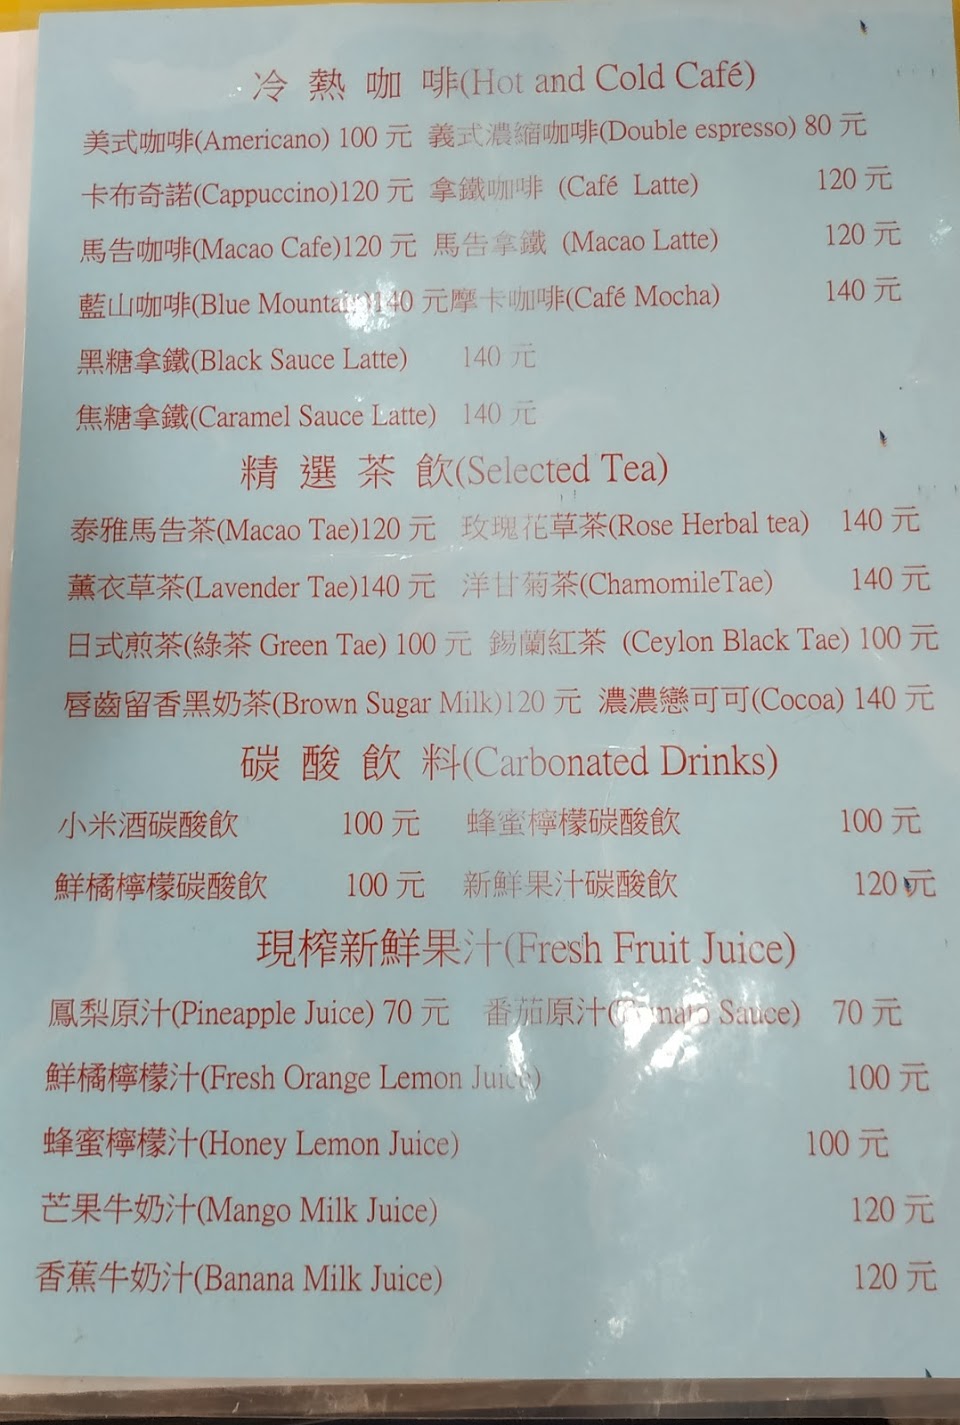 冷熱咖啡(Hot and Cold Café)
美式咖啡(Americano) 100 元 義式濃縮咖啡(Double espresso) 80 元
卡布奇諾(Cappuccino)120 元 拿鐵咖啡 (Café Latte) 120 元
馬告咖啡(Macao Cafe)120 元 馬告拿鐵 (Macao Latte) 120 元
藍山咖啡(Blue Mountain)140 元摩卡咖啡(Café Mocha) 140 元
黑糖拿鐵(Black Sauce Latte) 140 元
焦糖拿鐵(Caramel Sauce Latte) 140 元
精選茶飲(Selected Tea)
泰雅馬告茶(Macao Tae)120 元 玫瑰花草茶(Rose Herbal tea) 140 元
薰衣草茶(Lavender Tae)140 元 洋甘菊茶(ChamomileTae) 140 元
日式煎茶(綠茶 Green Tae) 100 元 錫蘭紅茶 (Ceylon Black Tae) 100 元
唇齒留香黑奶茶(Brown Sugar Milk)120 元 濃濃戀可可(Cocoa) 140 元
碳酸飲料(Carbonated Drinks)
小米酒碳酸飲 100 元 蜂蜜檸檬碳酸飲 100 元
鮮橘檸檬碳酸飲 100 元 新鮮果汁碳酸飲 120 元
現榨新鮮果汁(Fresh Fruit Juice)
鳳梨原汁(Pineapple Juice) 70 元 番茄原汁(Tomato Sauce) 70 元
鮮橘檸檬汁(Fresh Orange Lemon Juice) 100 元
蜂蜜檸檬汁(Honey Lemon Juice) 100 元
芒果牛奶汁(Mango Milk Juice) 120 元
香蕉牛奶汁(Banana Milk Juice) 120 元